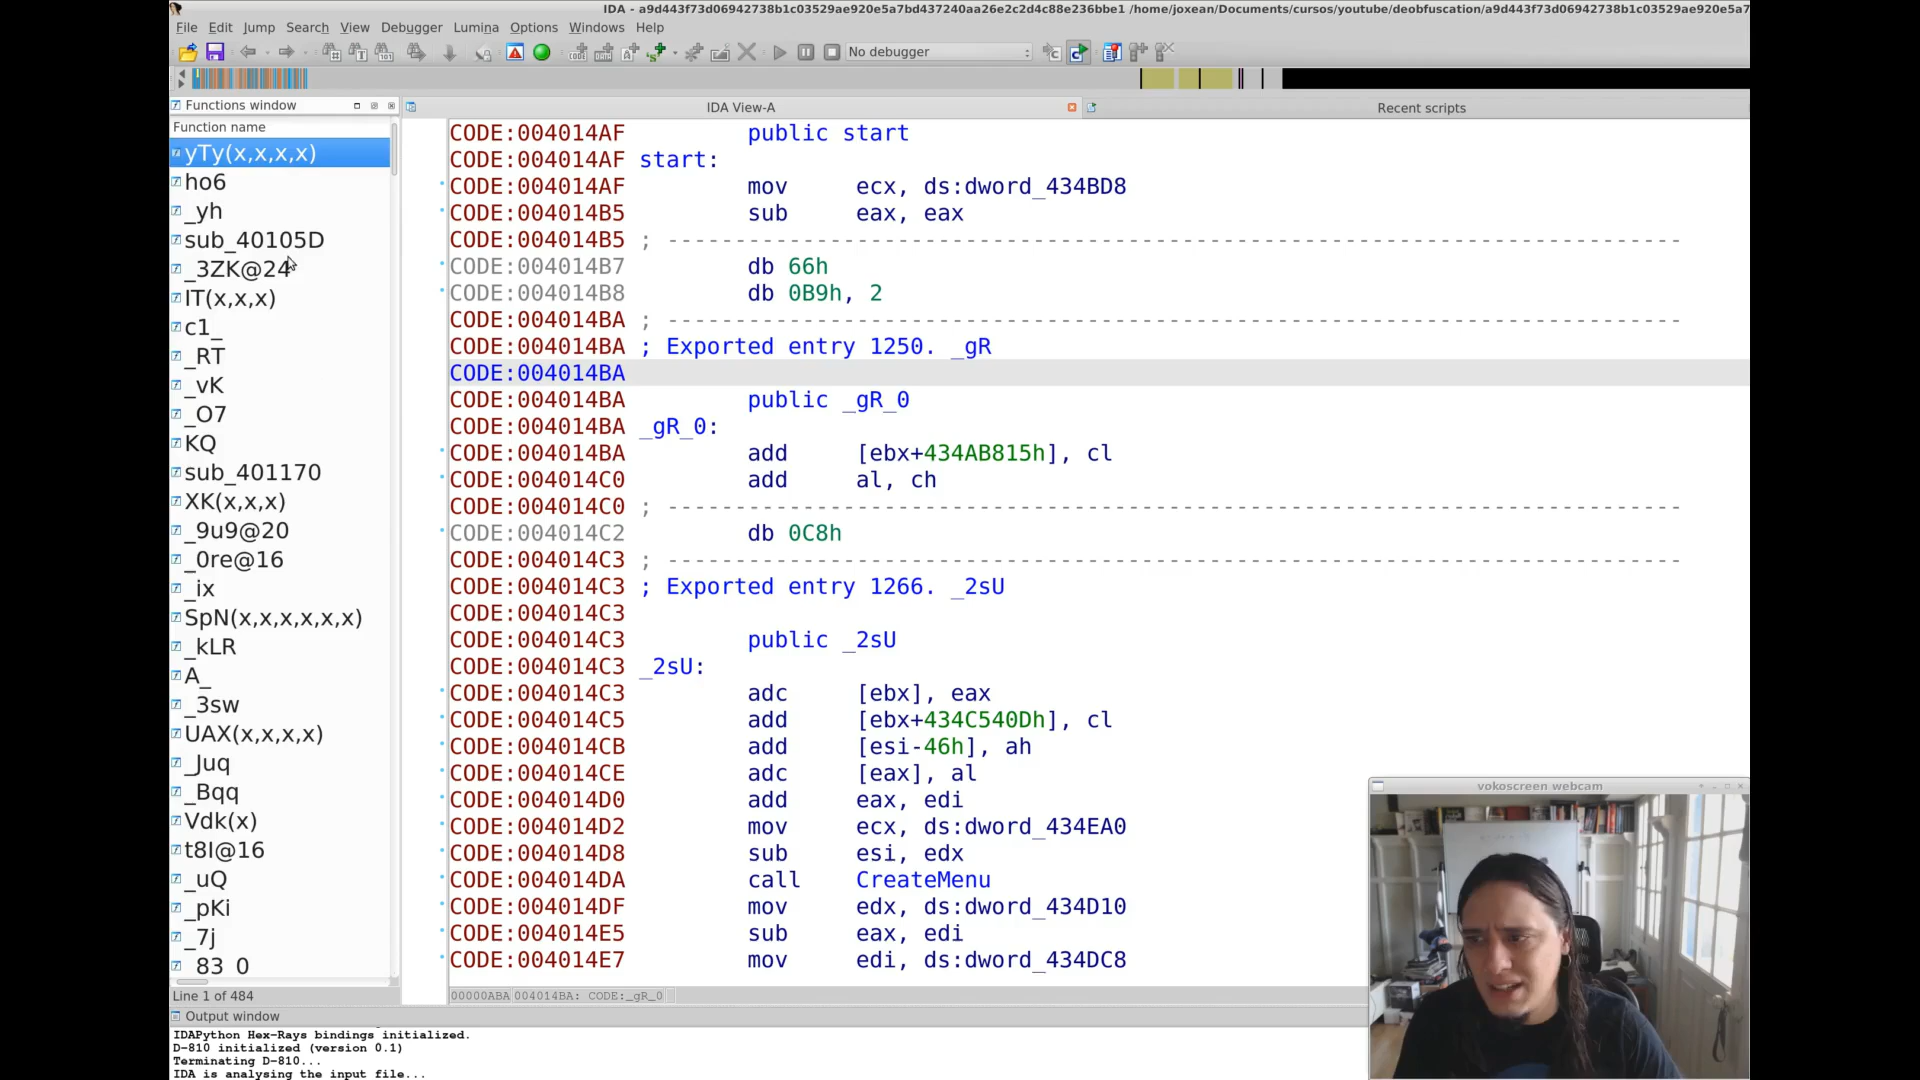 IDA - a9d443f73d06942738b1c03529ae920e5a7bd437240aa26e2c2d4c88e236bbe1 /home/joxean/Documents/cursos/youtube/deobfuscation/a9d443f73d06942738b1c03529ae920e5a7
File Edit Jump Search View Debugger Lumina Options Windows Help
No debugger
Functions window
IDA View-A
Recent scripts
Function name
yTy(x,x,x,x)
ho6
_yh
sub_40105D
_3ZK@24
IT(x,x,x)
c1_
_RT
_vK
_O7
KQ
sub_401170
XK(x,x,x)
_9u9@20
_0re@16
_ix
SpN(x,x,x,x,x,x)
_kLR
A_
_3sw
UAX(x,x,x,x)
_Juq
_Bqq
Vdk(x)
t8I@16
_uQ
_pKi
_7j
_83_0
Line 1 of 484
CODE:004014AF public start
CODE:004014AF start:
CODE:004014AF mov ecx, ds:dword_434BD8
CODE:004014B5 sub eax, eax
CODE:004014B5 ; ---------------------------------------------------------------------------
CODE:004014B7 db 66h
CODE:004014B8 db 0B9h, 2
CODE:004014BA ; ---------------------------------------------------------------------------
CODE:004014BA ; Exported entry 1250. _gR
CODE:004014BA
CODE:004014BA public _gR_0
CODE:004014BA _gR_0:
CODE:004014BA add [ebx+434AB815h], cl
CODE:004014C0 add al, ch
CODE:004014C0 ; ---------------------------------------------------------------------------
CODE:004014C2 db 0C8h
CODE:004014C3 ; ---------------------------------------------------------------------------
CODE:004014C3 ; Exported entry 1266. _2sU
CODE:004014C3
CODE:004014C3 public _2sU
CODE:004014C3 _2sU:
CODE:004014C3 adc [ebx], eax
CODE:004014C5 add [ebx+434C540Dh], cl
CODE:004014CB add [esi-46h], ah
CODE:004014CE adc [eax], al
CODE:004014D0 add eax, edi
CODE:004014D2 mov ecx, ds:dword_434EA0
CODE:004014D8 sub esi, edx
CODE:004014DA call CreateMenu
CODE:004014DF mov edx, ds:dword_434D10
CODE:004014E5 sub eax, edi
CODE:004014E7 mov edi, ds:dword_434DC8
00000ABA 004014BA: CODE:_gR_0
vokoscreen webcam
Output window
IDAPython Hex-Rays bindings initialized.
D-810 initialized (version 0.1)
Terminating D-810...
IDA is analysing the input file...